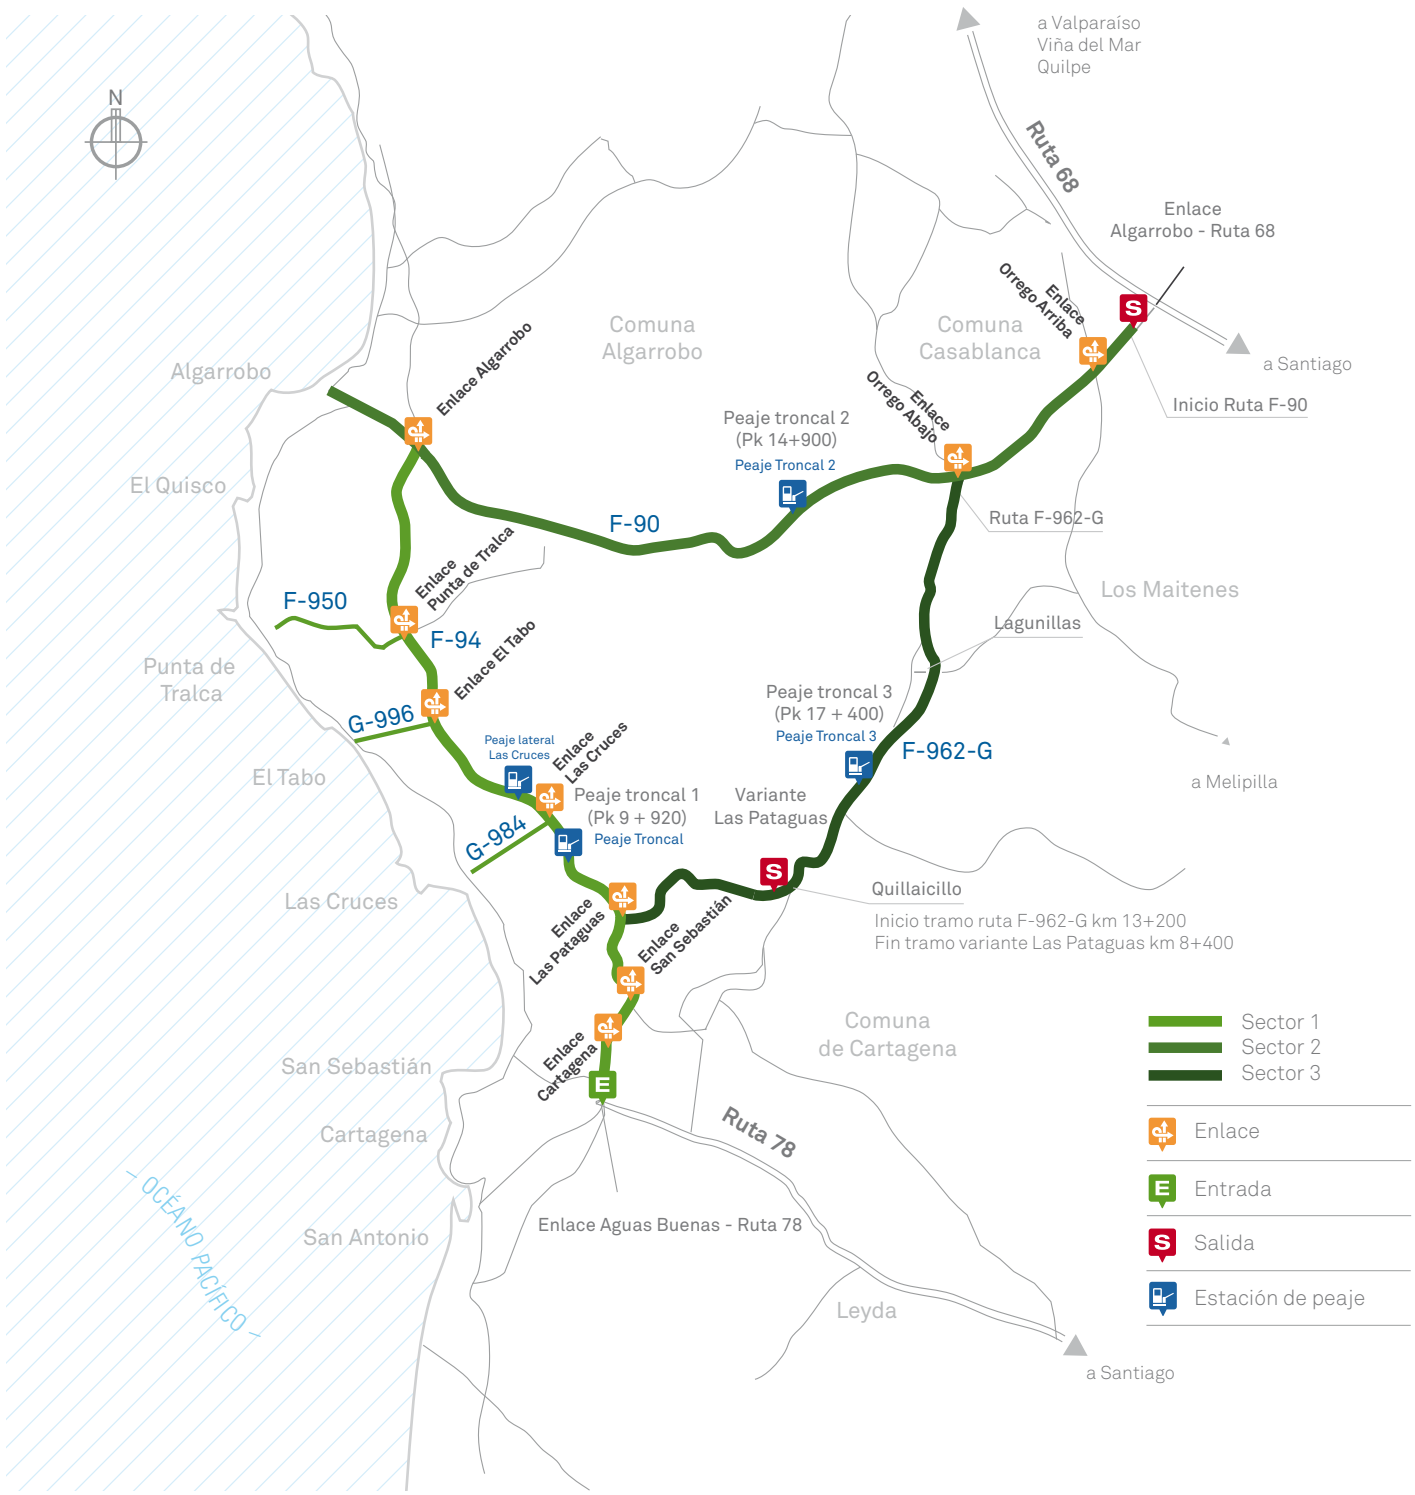 a Valparaíso
Viña del Mar
Quilpe
N
Ruta 68
Enlace
Algarrobo - Ruta 68
Enlace
Orrego Arriba
S
Comuna
Algarrobo
Comuna
Casablanca
a Santiago
Enlace Algarrobo
Algarrobo
Inicio Ruta F-90
Enlace
Orrego Abajo
Peaje troncal 2
(Pk 14+900)
Peaje Troncal 2
El Quisco
F-90
Ruta F-962-G
Enlace
Punta de Tralca
F-950
F-94
Los Maitenes
Lagunillas
Enlace El Tabo
Punta de
Tralca
G-996
Peaje troncal 3
(Pk 17 + 400)
Peaje Troncal 3
F-962-G
Peaje lateral
Las Cruces
Enlace
Las Cruces
El Tabo
a Melipilla
Peaje troncal 1
(Pk 9 + 920)
Peaje Troncal
Variante
Las Pataguas
G-984
S
Quillaicillo
Las Cruces
Enlace
Las Pataguas
Enlace
San Sebastián
Inicio tramo ruta F-962-G km 13+200
Fin tramo variante Las Pataguas km 8+400
Comuna
de Cartagena
Sector 1
Sector 2
Sector 3
Enlace
Cartagena
San Sebastián
E
Cartagena
Ruta 78
Enlace
E
Entrada
– OCÉANO PACÍFICO –
San Antonio
Enlace Aguas Buenas - Ruta 78
S
Salida
Estación de peaje
Leyda
a Santiago